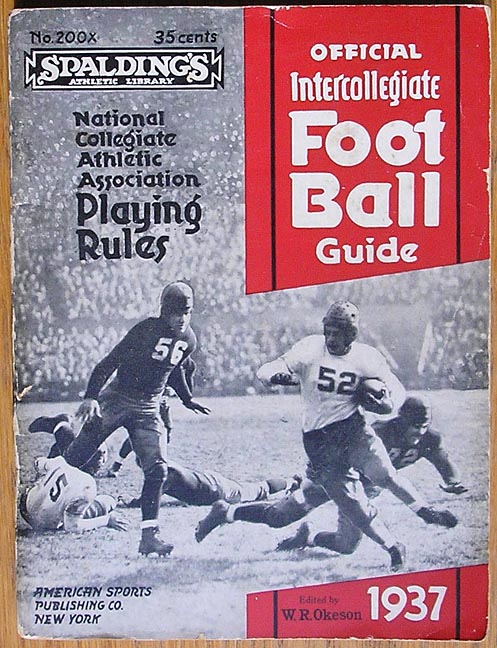 No. 200X 35 cents
SPALDING'S
ATHLETIC LIBRARY
National
Collegiate
Athletic
Association
Playing
Rules
OFFICIAL
Intercollegiate
Foot
Ball
Guide
56
52
15
AMERICAN SPORTS
PUBLISHING CO.
NEW YORK
Edited by
W. R. Okeson
1937